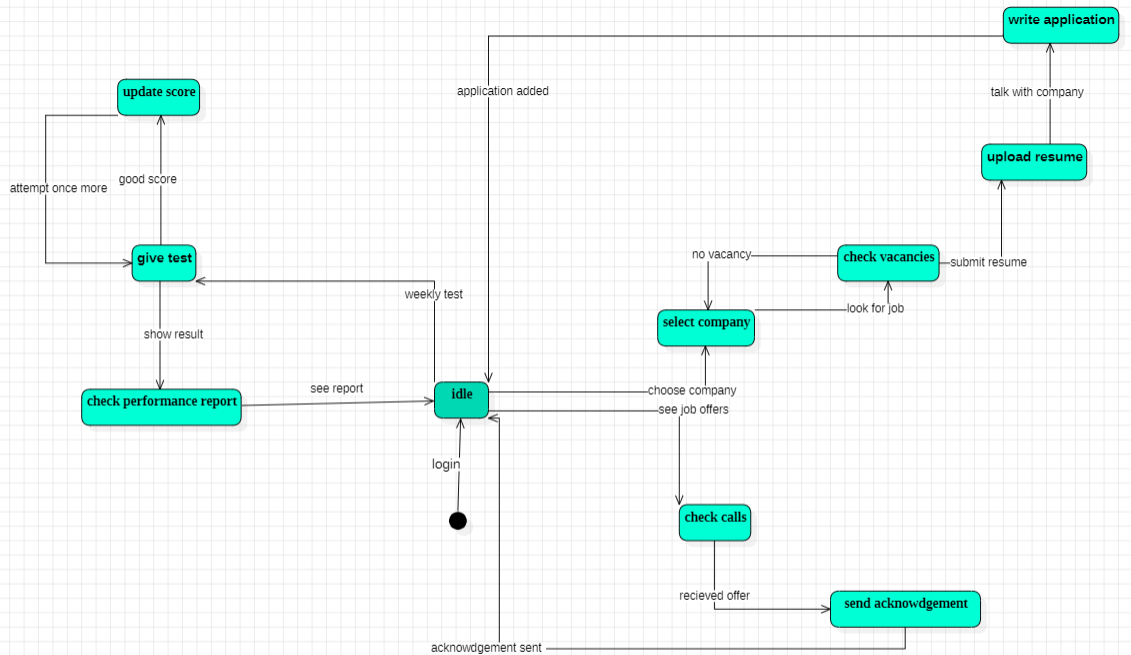 write application
application added
update score
talk with company
upload resume
attempt once more
good score
give test
no vacancy
check vacancies
submit resume
weekly test
look for job
select company
show result
see report
idle
choose company
check performance report
see job offers
login
check calls
recieved offer
send acknowdgement
acknowdgement sent